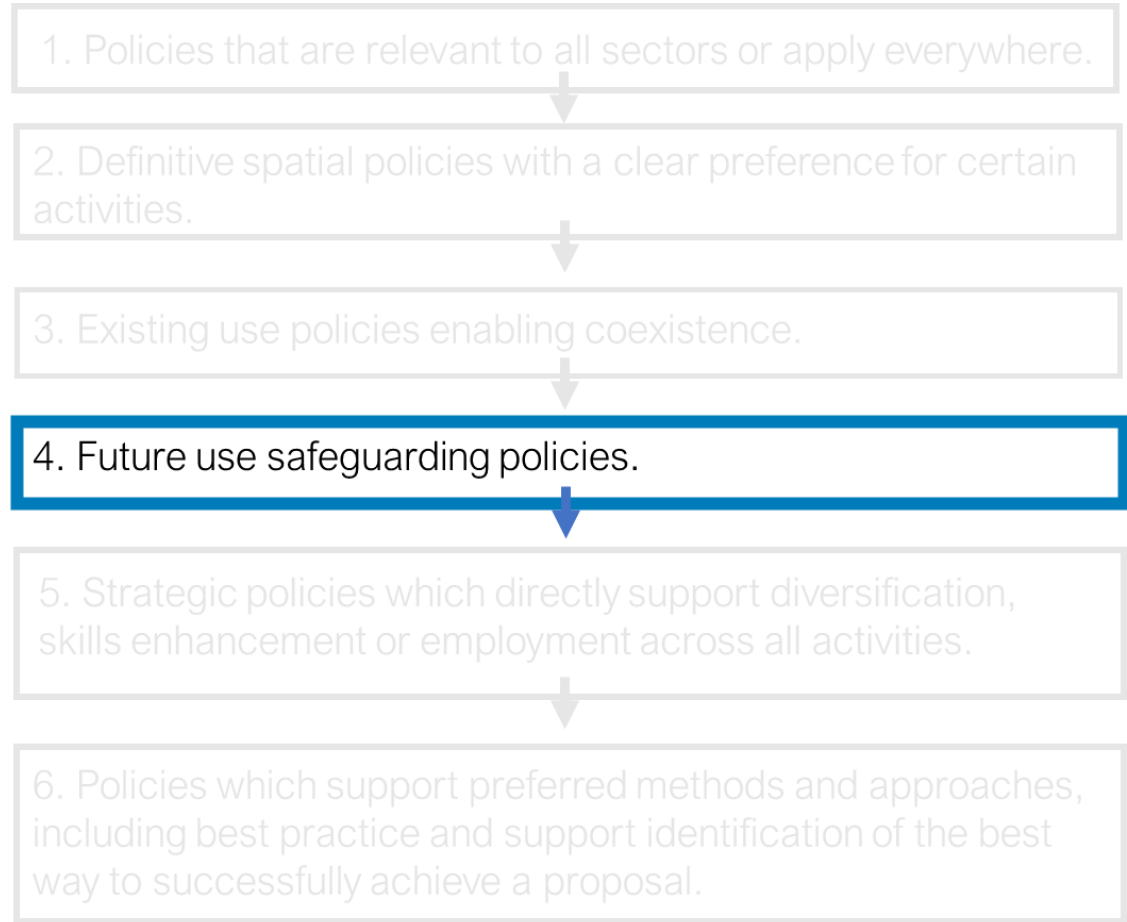 1. Policies that are relevant to all sectors or apply everywhere.
2. Definitive spatial policies with a clear preference for certain
activities.
3. Existing use policies enabling coexistence.
4. Future use safeguarding policies.
5. Strategic policies which directly support diversification,
skills enhancement or employment across all activities.
6. Policies which support preferred methods and approaches,
including best practice and support identification of the best
way to successfully achieve a proposal.